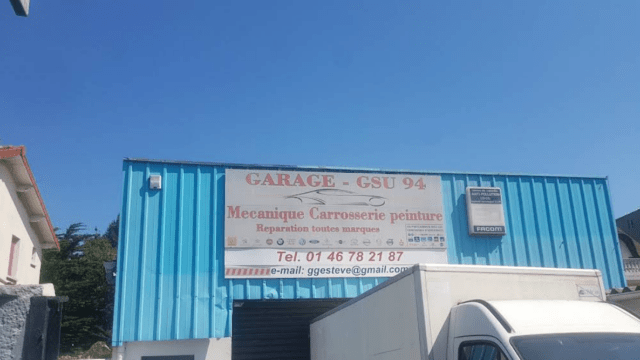 GARAGE - GSU 94
Mecanique Carrosserie peinture
Reparation toutes marques
Tel. 01 46 78 21 87
e-mail: ggesteve@gmail.com
FACOM